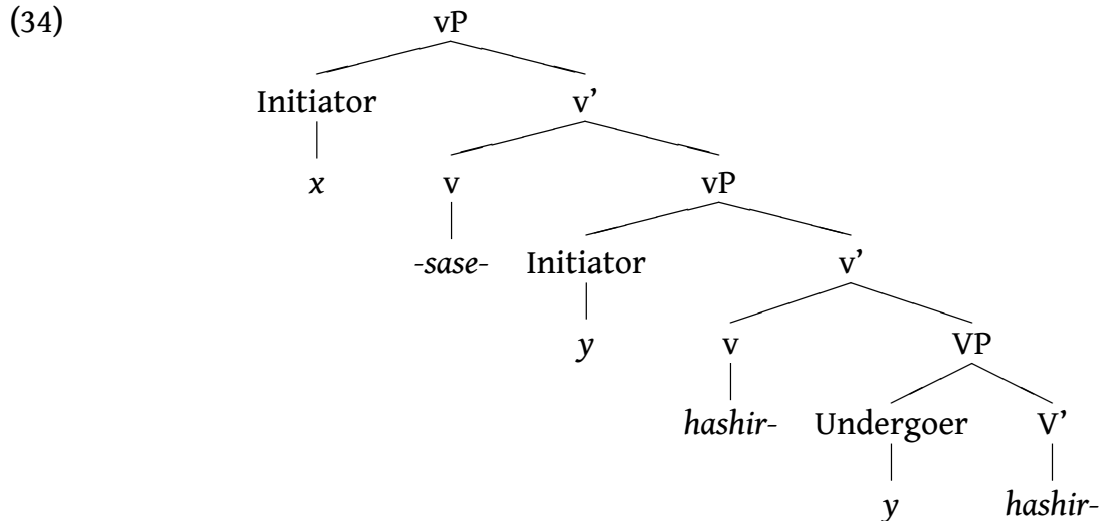 (34) vP
Initiator v’
x v vP
-sase- Initiator v’
y v VP
hashir- Undergoer V’
y hashir-